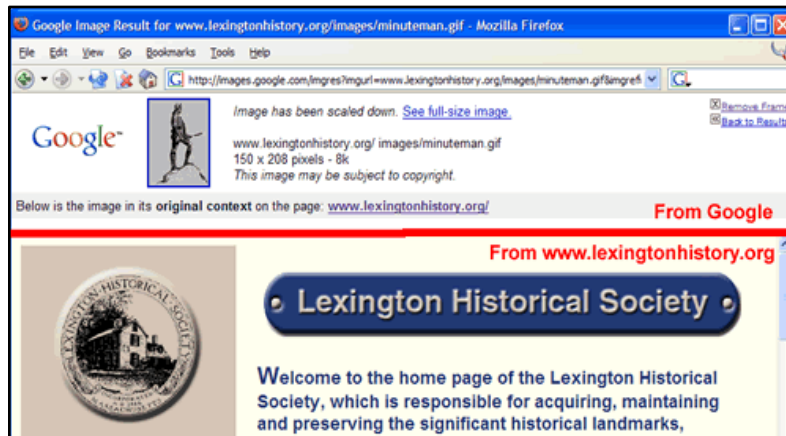 Google Image Result for www.lexingtonhistory.org/images/minuteman.gif - Mozilla Firefox
File Edit View Go Bookmarks Tools Help
http://images.google.com/imgres?imgurl=www.lexingtonhistory.org/images/minuteman.gif&imgrefu
Image has been scaled down. See full-size image.
Remove Frame
Back to Results
Google™
www.lexingtonhistory.org/ images/minuteman.gif
150 x 208 pixels - 8k
This image may be subject to copyright.
Below is the image in its original context on the page: www.lexingtonhistory.org/
From Google
From www.lexingtonhistory.org
LEXINGTON HISTORICAL SOCIETY
INCORPORATED
MASSACHUSETTS
Lexington Historical Society
Welcome to the home page of the Lexington Historical
Society, which is responsible for acquiring, maintaining
and preserving the significant historical landmarks,